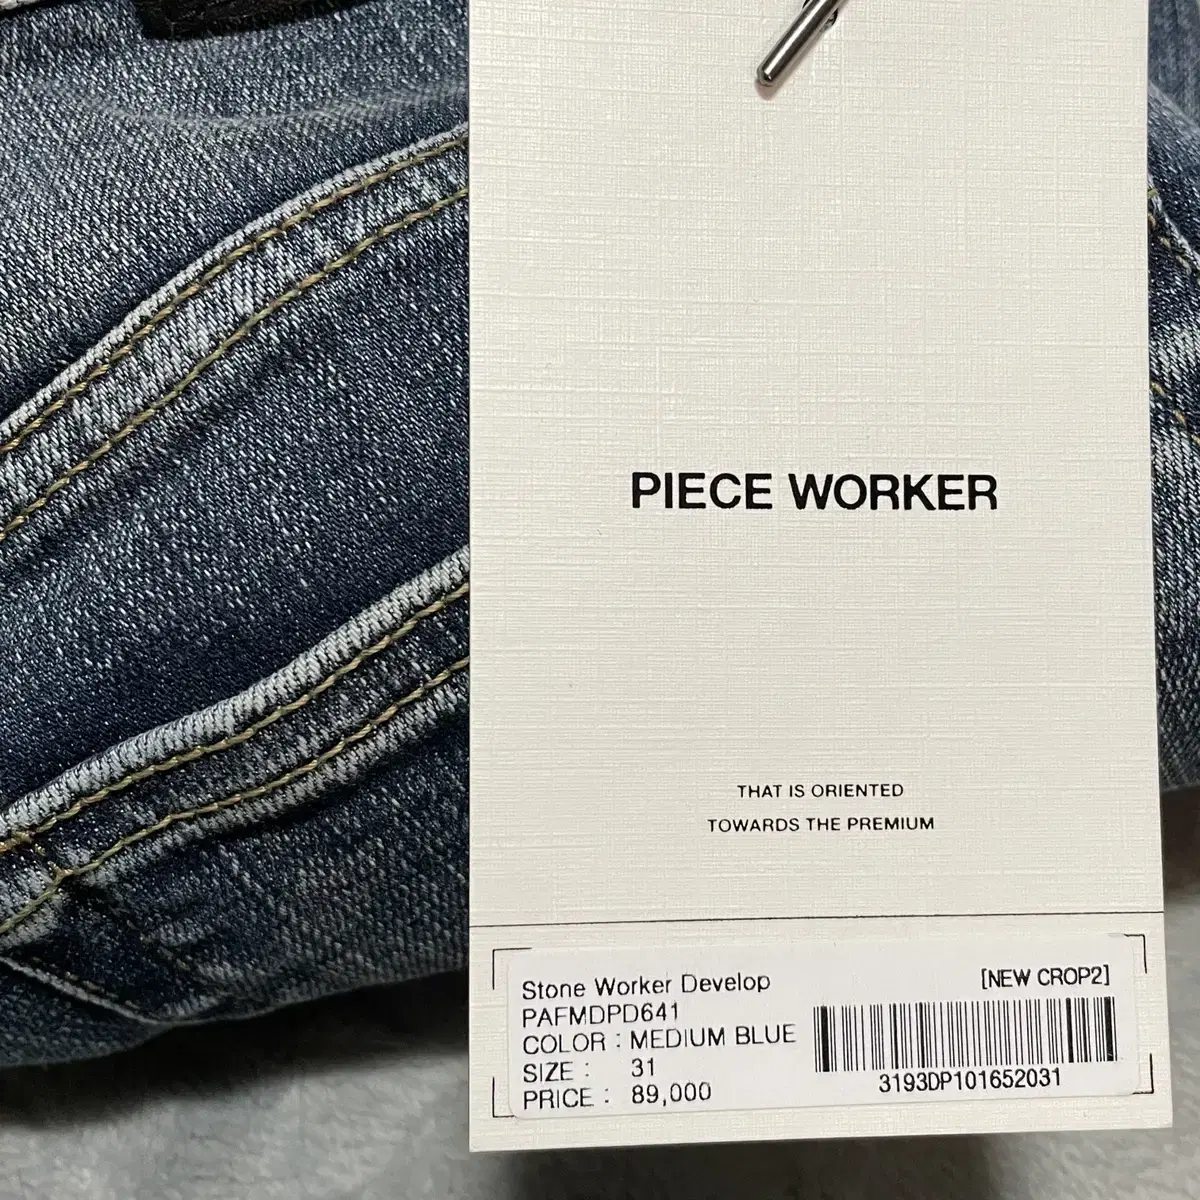 PIECE WORKER
THAT IS ORIENTED
TOWARDS THE PREMIUM
Stone Worker Develop
[NEW CROP2]
PAFMDPD641
COLOR : MEDIUM BLUE
SIZE : 31
PRICE : 89,000
3193DP101652031